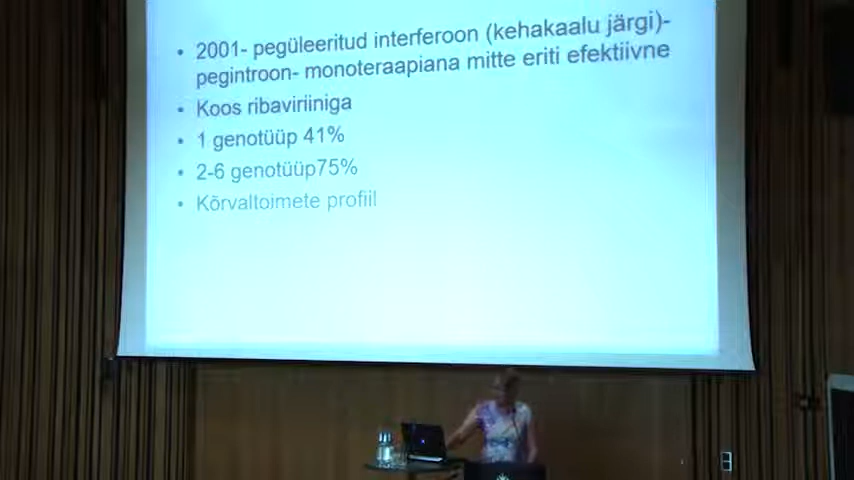 • 2001- pegüleeritud interferoon (kehakaalu järgi)-
pegintroon- monoteraapiana mitte eriti efektiivne
• Koos ribaviriiniga
• 1 genotüüp 41%
• 2-6 genotüüp75%
• Kõrvaltoimete profiil